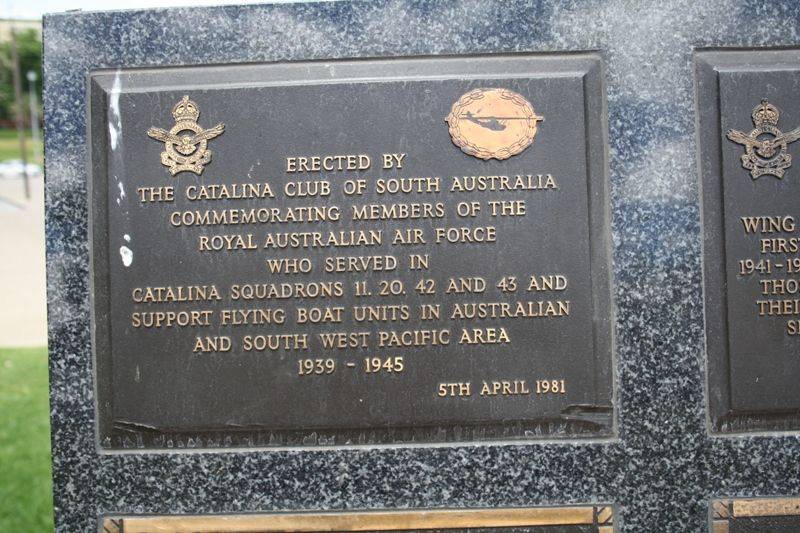 ERECTED BY
THE CATALINA CLUB OF SOUTH AUSTRALIA
COMMEMORATING MEMBERS OF THE
ROYAL AUSTRALIAN AIR FORCE
WHO SERVED IN
CATALINA SQUADRONS 11. 20. 42 AND 43 AND
SUPPORT FLYING BOAT UNITS IN AUSTRALIAN
AND SOUTH WEST PACIFIC AREA
1939 - 1945
5TH APRIL 1981
WING
FIRS
1941-19
THO
THEI
S